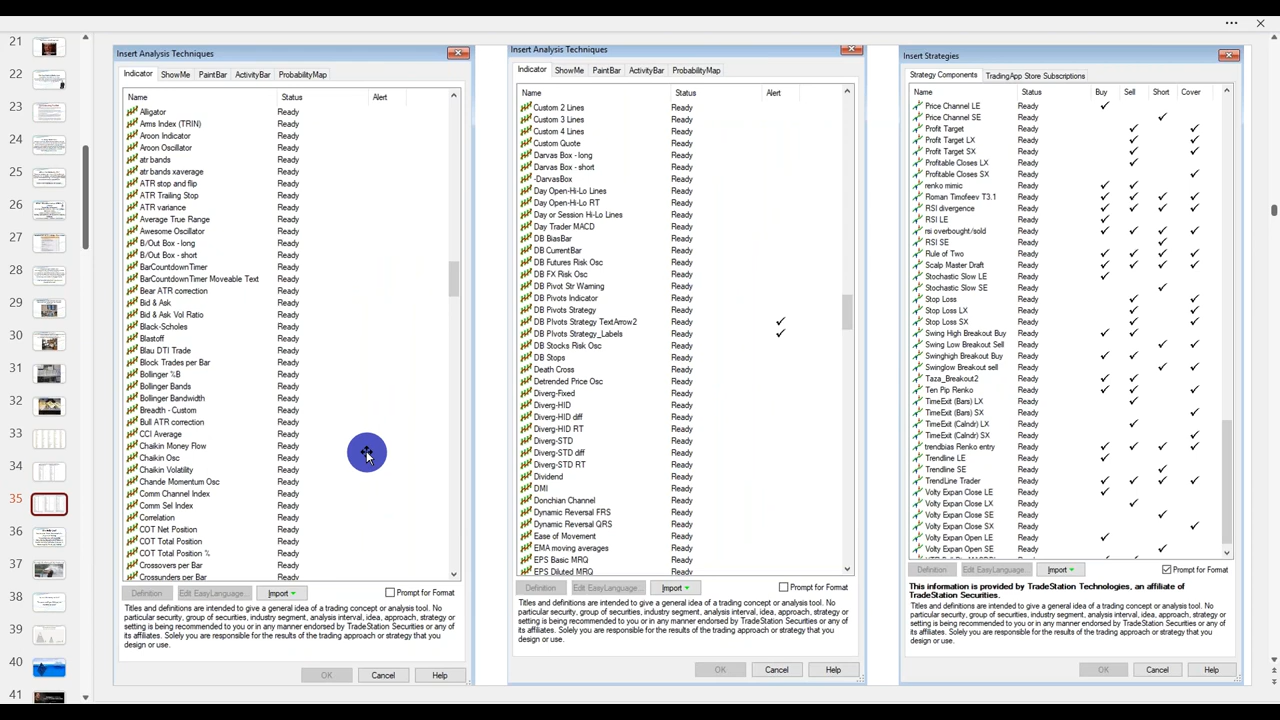 21
22
23
24
25
26
27
28
29
30
31
32
33
34
35
36
37
38
39
40
41
Insert Analysis Techniques
Indicator ShowMe PaintBar ActivityBar ProbabilityMap
Name Status Alert
Alligator Ready
Arms Index (TRIN) Ready
Aroon Indicator Ready
Aroon Oscillator Ready
atr bands Ready
atr bands xaverage Ready
ATR stop and flip Ready
ATR Trailing Stop Ready
ATR variance Ready
Average True Range Ready
Awesome Oscillator Ready
B/Out Box - long Ready
B/Out Box - short Ready
BarCountdownTimer Ready
BarCountdownTimer Moveable Text Ready
Bear ATR correction Ready
Bid & Ask Ready
Bid & Ask Vol Ratio Ready
Black-Scholes Ready
Blastoff Ready
Blau DTI Trade Ready
Block Trades per Bar Ready
Bollinger %B Ready
Bollinger Bands Ready
Bollinger Bandwidth Ready
Breadth - Custom Ready
Bull ATR correction Ready
CCI Average Ready
Chaikin Money Flow Ready
Chaikin Osc Ready
Chaikin Volatility Ready
Chande Momentum Osc Ready
Comm Channel Index Ready
Comm Sel Index Ready
Correlation Ready
COT Net Position Ready
COT Total Position Ready
COT Total Position % Ready
Crossovers per Bar Ready
Crossunders per Bar Ready
Definition Edit EasyLanguage... Import Prompt for Format
Titles and definitions are intended to give a general idea of a trading concept or analysis tool. No
particular security, group of securities, industry segment, analysis interval, idea, approach, strategy or
setting is being recommended to you or in any manner endorsed by TradeStation Securities or any of
its affiliates. Solely you are responsible for the results of the trading approach or strategy that you
design or use.
OK Cancel Help
Insert Analysis Techniques
Indicator ShowMe PaintBar ActivityBar ProbabilityMap
Name Status Alert
Custom 2 Lines Ready
Custom 3 Lines Ready
Custom 4 Lines Ready
Custom Quote Ready
Darvas Box - long Ready
Darvas Box - short Ready
-DarvasBox Ready
Day Open-Hi-Lo Lines Ready
Day Open-Hi-Lo RT Ready
Day or Session Hi-Lo Lines Ready
Day Trader MACD Ready
DB BiasBar Ready
DB CurrentBar Ready
DB Futures Risk Osc Ready
DB FX Risk Osc Ready
DB Pivot Str Warning Ready
DB Pivots Indicator Ready
DB Pivots Strategy Ready
DB PIvots Strategy TextArrow2 Ready ✓
DB PIvots Strategy_Labels Ready ✓
DB Stocks Risk Osc Ready
DB Stops Ready
Death Cross Ready
Detrended Price Osc Ready
Diverg-Fixed Ready
Diverg-HID Ready
Diverg-HID diff Ready
Diverg-HID RT Ready
Diverg-STD Ready
Diverg-STD diff Ready
Diverg-STD RT Ready
Dividend Ready
DMI Ready
Donchian Channel Ready
Dynamic Reversal FRS Ready
Dynamic Reversal QRS Ready
Ease of Movement Ready
EMA moving averages Ready
EPS Basic MRQ Ready
EPS Diluted MRQ Ready
Definition Edit EasyLanguage... Import Prompt for Format
Titles and definitions are intended to give a general idea of a trading concept or analysis tool. No
particular security, group of securities, industry segment, analysis interval, idea, approach, strategy or
setting is being recommended to you or in any manner endorsed by TradeStation Securities or any of
its affiliates. Solely you are responsible for the results of the trading approach or strategy that you
design or use.
OK Cancel Help
Insert Strategies
Strategy Components TradingApp Store Subscriptions
Name Status Buy Sell Short Cover
Price Channel LE Ready ✓
Price Channel SE Ready ✓
Profit Target Ready ✓ ✓
Profit Target LX Ready ✓
Profit Target SX Ready ✓ ✓
Profitable Closes LX Ready ✓
Profitable Closes SX Ready ✓
renko mimic Ready ✓ ✓
Roman Timofeev T3.1 Ready ✓ ✓ ✓ ✓
RSI divergence Ready ✓ ✓ ✓ ✓
RSI LE Ready ✓
rsi overbought/sold Ready ✓ ✓ ✓ ✓
RSI SE Ready ✓
Rule of Two Ready ✓ ✓ ✓ ✓
Scalp Master Draft Ready ✓ ✓ ✓ ✓
Stochastic Slow LE Ready ✓
Stochastic Slow SE Ready ✓
Stop Loss Ready ✓ ✓
Stop Loss LX Ready ✓ ✓
Stop Loss SX Ready ✓ ✓
Swing High Breakout Buy Ready ✓ ✓
Swing Low Breakout Sell Ready ✓ ✓
Swinghigh Breakout Buy Ready ✓ ✓
Swinglow Breakout sell Ready ✓ ✓
Taza_Breakout2 Ready ✓ ✓
Ten Pip Renko Ready ✓ ✓ ✓ ✓
TimeExit (Bars) LX Ready ✓
TimeExit (Bars) SX Ready ✓
TimeExit (Calndr) LX Ready ✓
TimeExit (Calndr) SX Ready ✓
trendbias Renko entry Ready ✓ ✓ ✓ ✓
Trendline LE Ready ✓
Trendline SE Ready ✓
TrendLine Trader Ready ✓ ✓ ✓ ✓
Volty Expan Close LE Ready ✓
Volty Expan Close LX Ready ✓
Volty Expan Close SE Ready ✓
Volty Expan Close SX Ready ✓
Volty Expan Open LE Ready ✓
Volty Expan Open SE Ready ✓
Definition Edit EasyLanguage... Import Prompt for Format
This information is provided by TradeStation Technologies, an affiliate of
TradeStation Securities.
Titles and definitions are intended to give a general idea of a trading concept or analysis tool. No
particular security, group of securities, industry segment, analysis interval, idea, approach, strategy or
setting is being recommended to you or in any manner endorsed by TradeStation Securities or any of
its affiliates. Solely you are responsible for the results of the trading approach or strategy that you
design or use.
OK Cancel Help